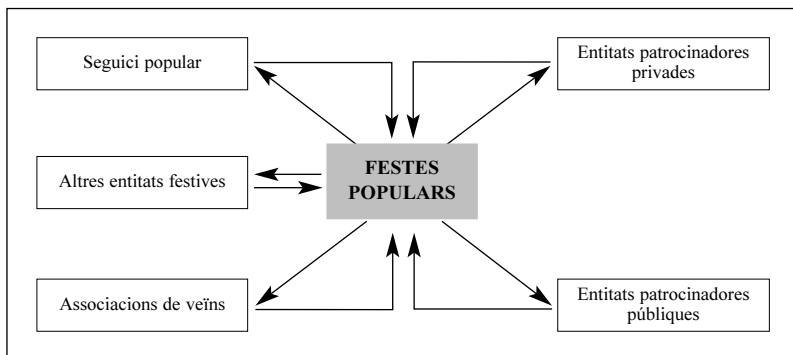 Seguici popular
Entitats patrocinadores
privades
Altres entitats festives
FESTES
POPULARS
Associacions de veïns
Entitats patrocinadores
públiques